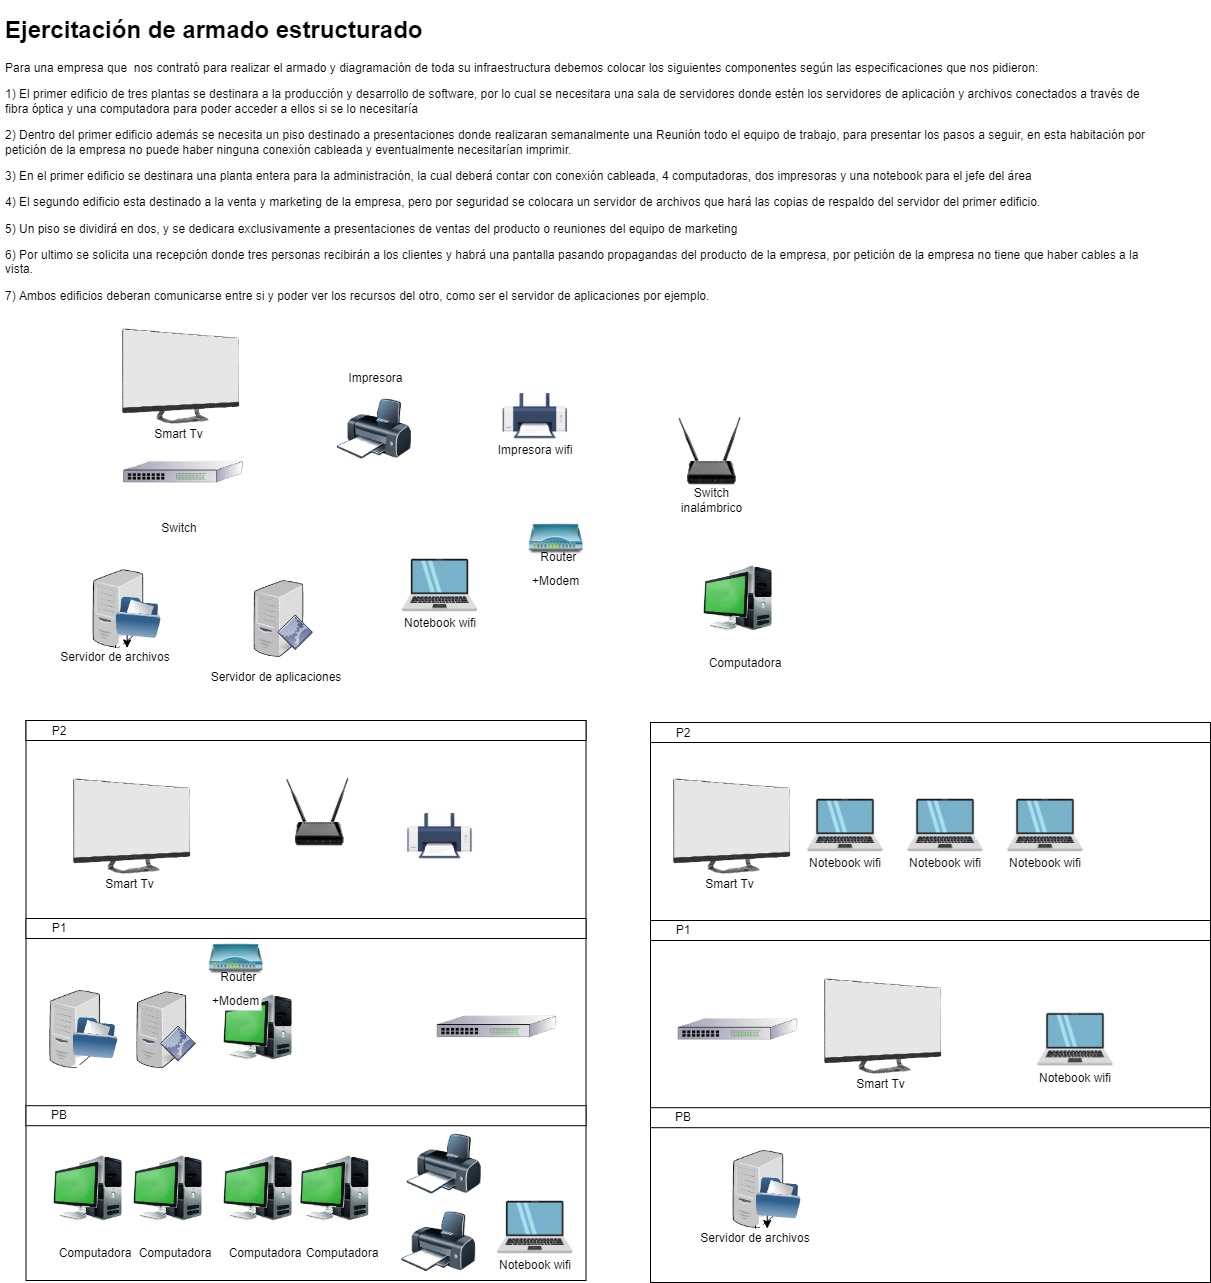 Ejercitación de armado estructurado
Para una empresa que  nos contrató para realizar el armado y diagramación de toda su infraestructura debemos colocar los siguientes componentes según las especificaciones que nos pidieron:
1) El primer edificio de tres plantas se destinara a la producción y desarrollo de software, por lo cual se necesitara una sala de servidores donde estén los servidores de aplicación y archivos conectados a través de
fibra óptica y una computadora para poder acceder a ellos si se lo necesitaría
2) Dentro del primer edificio además se necesita un piso destinado a presentaciones donde realizaran semanalmente una Reunión todo el equipo de trabajo, para presentar los pasos a seguir, en esta habitación por
petición de la empresa no puede haber ninguna conexión cableada y eventualmente necesitarían imprimir.
3) En el primer edificio se destinara una planta entera para la administración, la cual deberá contar con conexión cableada, 4 computadoras, dos impresoras y una notebook para el jefe del área
4) El segundo edificio esta destinado a la venta y marketing de la empresa, pero por seguridad se colocara un servidor de archivos que hará las copias de respaldo del servidor del primer edificio.
5) Un piso se dividirá en dos, y se dedicara exclusivamente a presentaciones de ventas del producto o reuniones del equipo de marketing
6) Por ultimo se solicita una recepción donde tres personas recibirán a los clientes y habrá una pantalla pasando propagandas del producto de la empresa, por petición de la empresa no tiene que haber cables a la
vista.
7) Ambos edificios deberan comunicarse entre si y poder ver los recursos del otro, como ser el servidor de aplicaciones por ejemplo.
Impresora
Smart Tv
Impresora wifi
Switch
inalámbrico
Switch
Router
+Modem
Notebook wifi
Servidor de archivos
Computadora
Servidor de aplicaciones
P2
Smart Tv
P1
Router
+Modem
PB
Computadora
Computadora
Computadora
Computadora
Notebook wifi
P2
Notebook wifi
Notebook wifi
Notebook wifi
Smart Tv
P1
Notebook wifi
Smart Tv
PB
Servidor de archivos